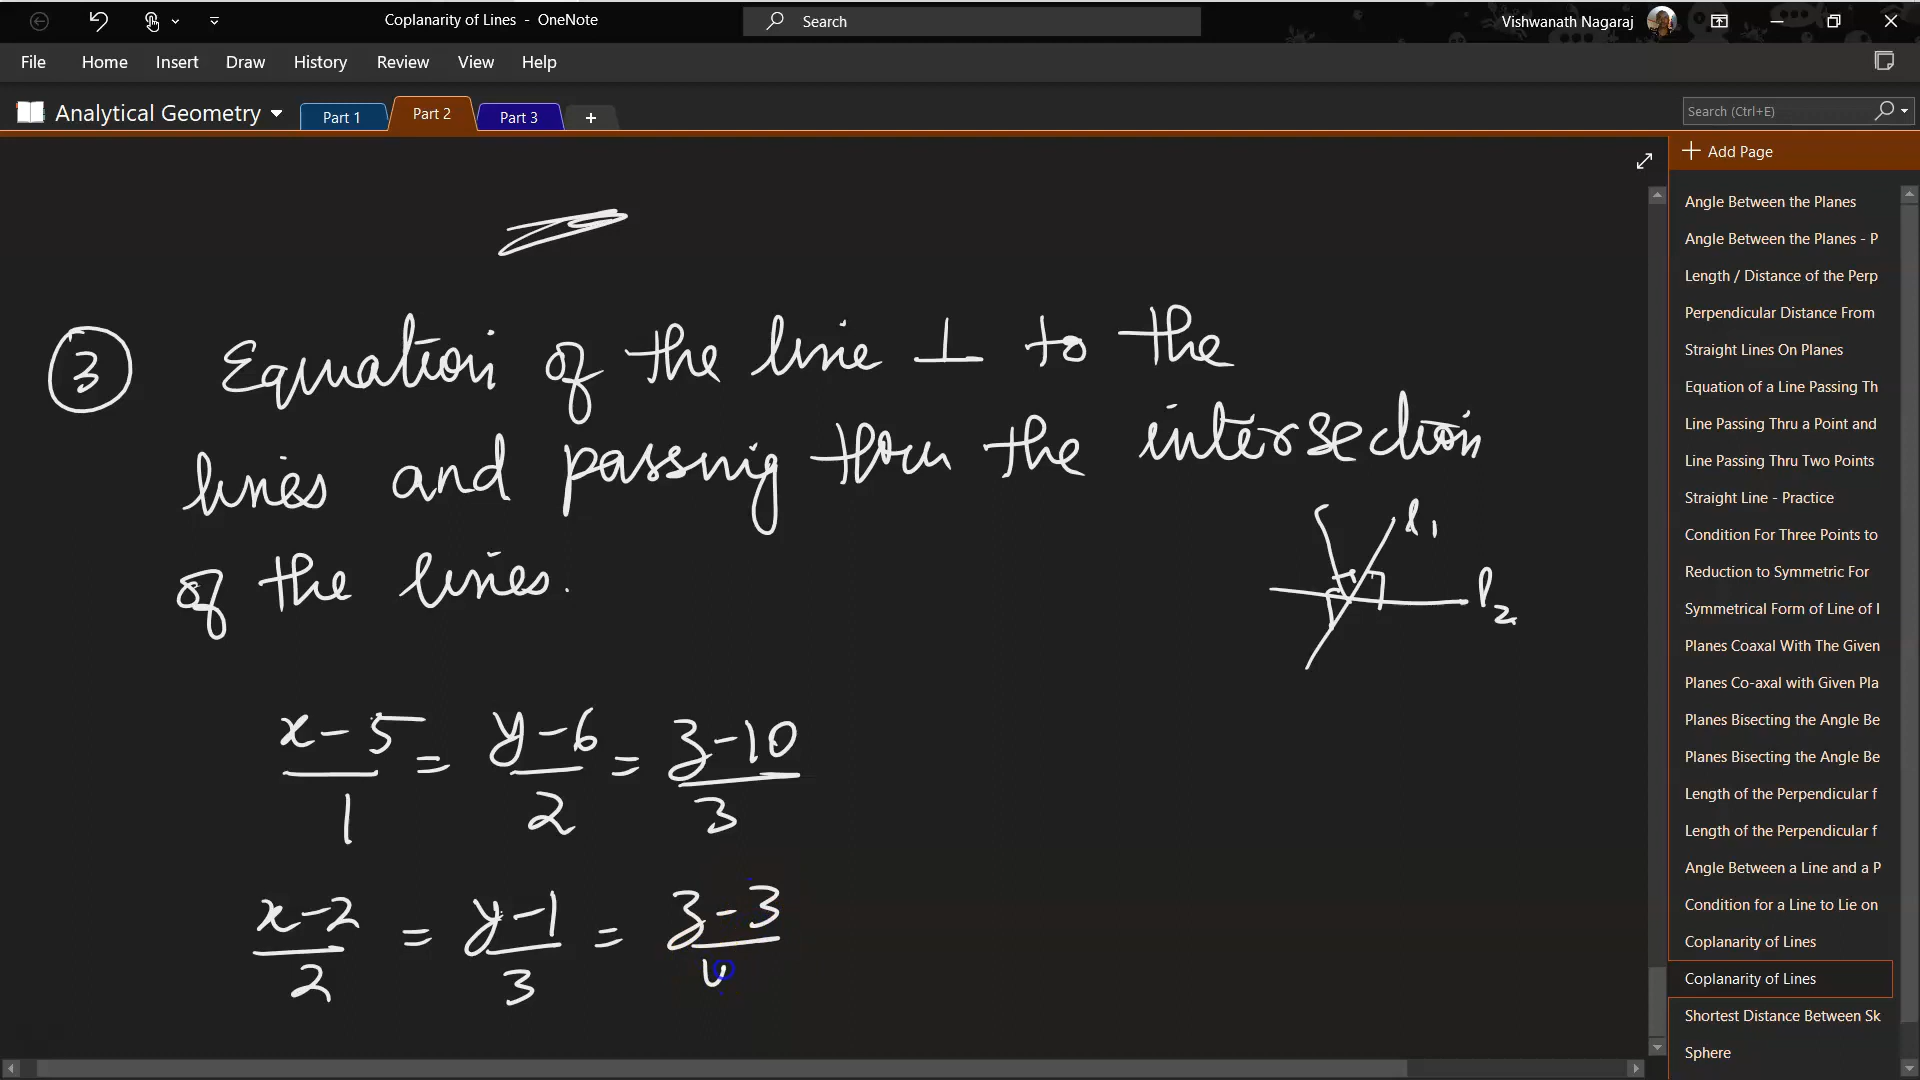 Coplanarity of Lines - OneNote
Search
Vishwanath Nagaraj
File Home Insert Draw History Review View Help
Analytical Geometry
Part 1
Part 2
Part 3
+
Search (Ctrl+E)
Add Page
Angle Between the Planes
Angle Between the Planes - P
Length / Distance of the Perp
Perpendicular Distance From
Straight Lines On Planes
Equation of a Line Passing Th
Line Passing Thru a Point and
Line Passing Thru Two Points
Straight Line - Practice
Condition For Three Points to
Reduction to Symmetric For
Symmetrical Form of Line of I
Planes Coaxal With The Given
Planes Co-axal with Given Pla
Planes Bisecting the Angle Be
Planes Bisecting the Angle Be
Length of the Perpendicular f
Length of the Perpendicular f
Angle Between a Line and a P
Condition for a Line to Lie on
Coplanarity of Lines
Coplanarity of Lines
Shortest Distance Between Sk
Sphere
3 Equation of the line ⊥ to the
lines and passing thru the intersection
of the lines.
l1
l2
x-5/1 = y-6/2 = z-10/3
x-2/2 = y-1/3 = z-3/